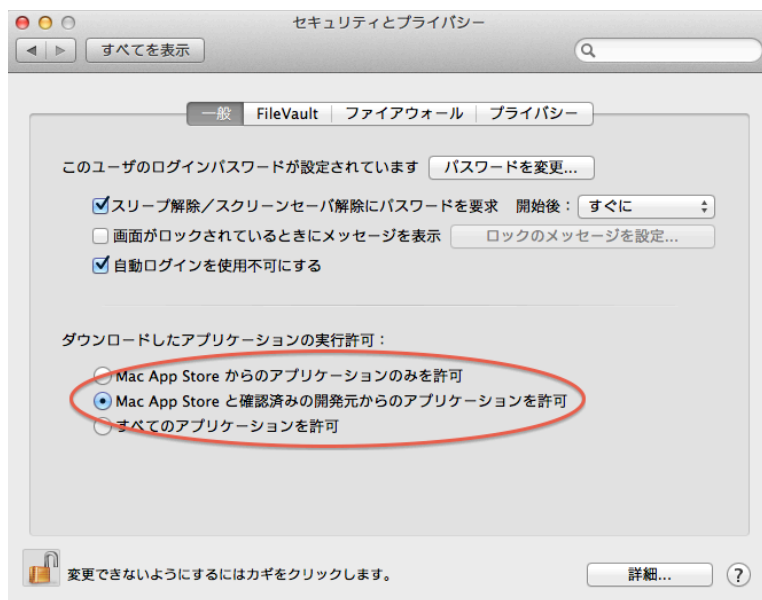 セキュリティとプライバシー
すべてを表示
一般 FileVault ファイアウォール プライバシー
このユーザのログインパスワードが設定されています パスワードを変更...
スリープ解除／スクリーンセーバ解除にパスワードを要求 開始後： すぐに
画面がロックされているときにメッセージを表示 ロックのメッセージを設定...
自動ログインを使用不可にする
ダウンロードしたアプリケーションの実行許可：
Mac App Store からのアプリケーションのみを許可
Mac App Store と確認済みの開発元からのアプリケーションを許可
すべてのアプリケーションを許可
変更できないようにするにはカギをクリックします。 詳細... ?